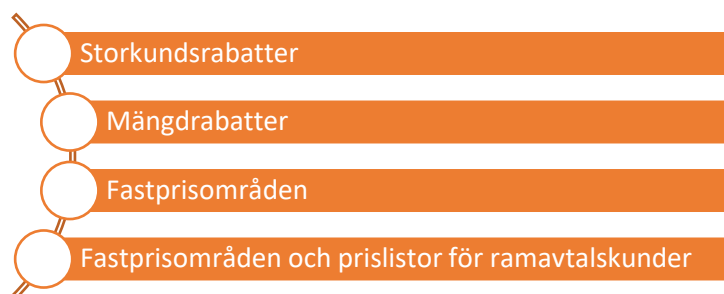 Storkundsrabatter
Mängdrabatter
Fastprisområden
Fastprisområden och prislistor för ramavtalskunder